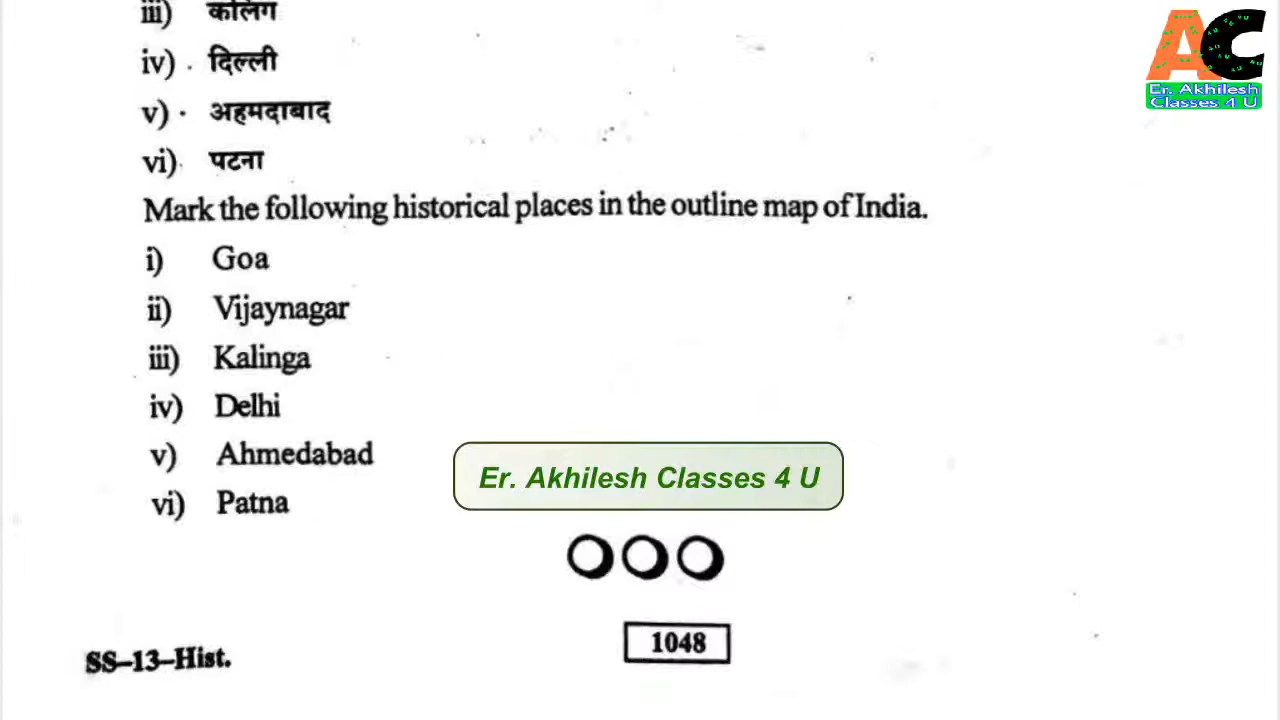 iii) कलिंग
iv) . दिल्ली
v) · अहमदाबाद
vi) पटना
Mark the following historical places in the outline map of India.
i) Goa
ii) Vijaynagar
iii) Kalinga
iv) Delhi
v) Ahmedabad
vi) Patna
SS–13–Hist.
1048
Er. Akhilesh Classes 4 U
AC
Er. Akhilesh
Classes 4 U